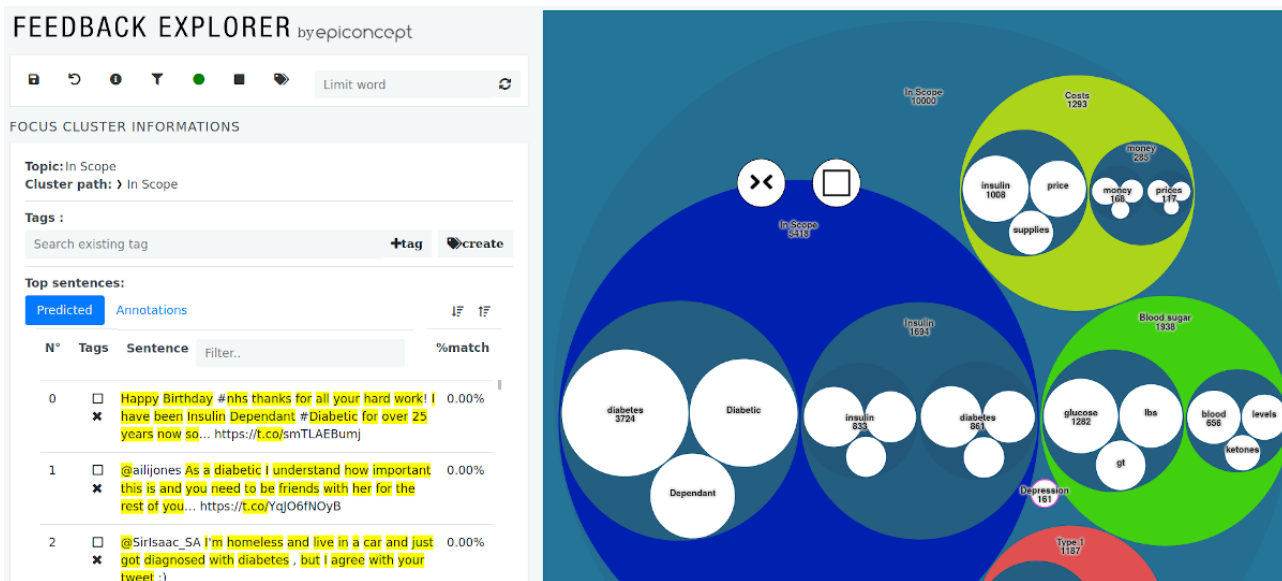 FEEDBACK EXPLORER by epiconcept
Limit word
FOCUS CLUSTER INFORMATIONS
Topic: In Scope
Cluster path: ❯ In Scope
Tags :
Search existing tag
+tag
create
Top sentences:
Predicted
Annotations
N° Tags Sentence Filter.. %match
0 Happy Birthday #nhs thanks for all your hard work! I 0.00%
have been Insulin Dependant #Diabetic for over 25
years now so... https://t.co/smTLAEBumj
1 @ailijones As a diabetic I understand how important 0.00%
this is and you need to be friends with her for the
rest of you... https://t.co/YqJO6fNOyB
2 @SirIsaac_SA I'm homeless and live in a car and just 0.00%
got diagnosed with diabetes , but I agree with your
tweet :)
In Scope
10000
In Scope
5418
diabetes
3724
Diabetic
Dependant
Insulin
1694
insulin
833
diabetes
861
Costs
1293
insulin
1008
price
supplies
money
285
money
168
prices
117
Blood sugar
1938
glucose
1282
lbs
gt
blood
656
levels
ketones
Depression
161
Type 1
1187